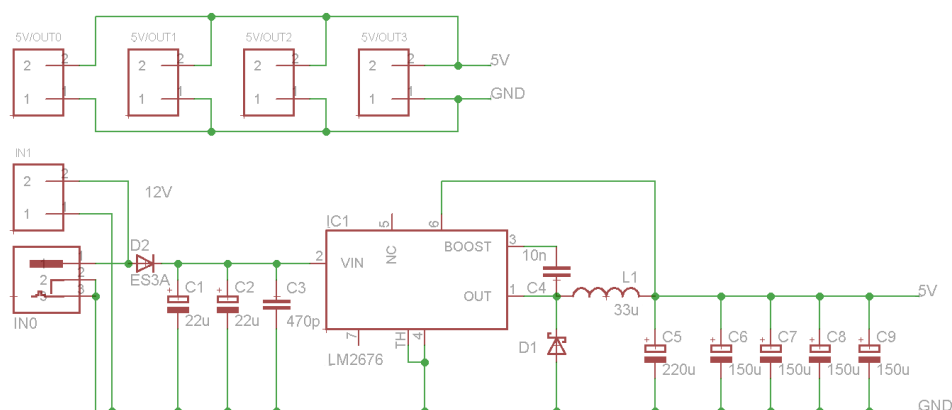 5V/OUT0 5V/OUT1 5V/OUT2 5V/OUT3
2 2 2 2 2 2 2 2 5V
1 1 1 1 1 1 1 1 GND
IN1
2 2 12V
1 1
IC1 5 6
D2 NC BOOST 3
1 2 VIN 10n
2 ES3A L1
3 3 C1 C2 C3 OUT 1 C4 5V
IN0 22u 22u 470p 33u
7 TH 4 D1 C5 C6 C7 C8 C9
LM2676 220u 150u 150u 150u 150u
GND
+ + + + + + +